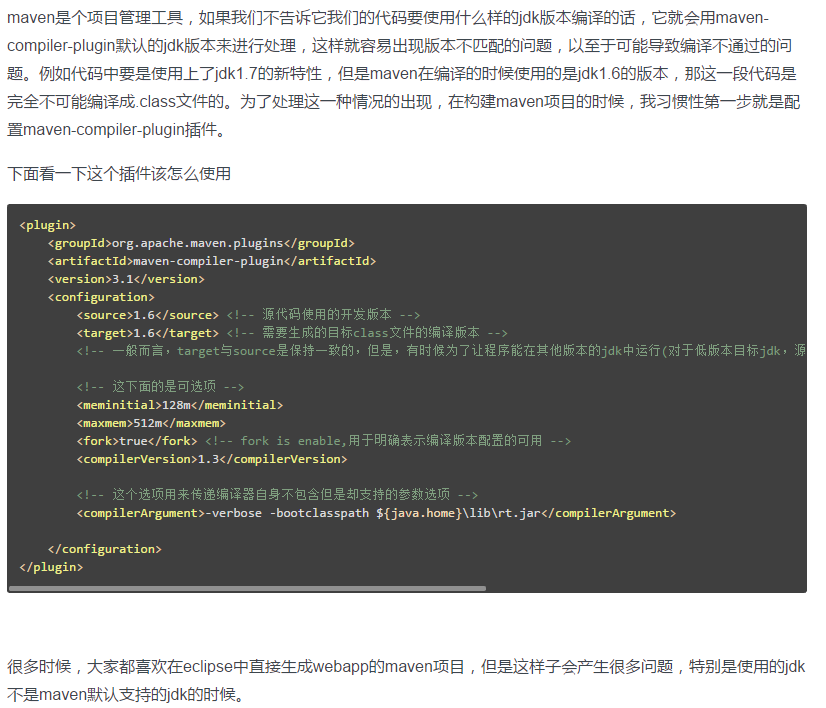 maven是个项目管理工具，如果我们不告诉它我们的代码要使用什么样的jdk版本编译的话，它就会用maven-
compiler-plugin默认的jdk版本来进行处理，这样就容易出现版本不匹配的问题，以至于可能导致编译不通过的问
题。例如代码中要是使用上了jdk1.7的新特性，但是maven在编译的时候使用的是jdk1.6的版本，那这一段代码是
完全不可能编译成.class文件的。为了处理这一种情况的出现，在构建maven项目的时候，我习惯性第一步就是配
置maven-compiler-plugin插件。
下面看一下这个插件该怎么使用
<plugin>
    <groupId>org.apache.maven.plugins</groupId>
    <artifactId>maven-compiler-plugin</artifactId>
    <version>3.1</version>
    <configuration>
        <source>1.6</source> <!-- 源代码使用的开发版本 -->
        <target>1.6</target> <!-- 需要生成的目标class文件的编译版本 -->
        <!-- 一般而言，target与source是保持一致的，但是，有时候为了让程序能在其他版本的jdk中运行(对于低版本目标jdk，源
        <!-- 这下面的是可选项 -->
        <meminitial>128m</meminitial>
        <maxmem>512m</maxmem>
        <fork>true</fork> <!-- fork is enable,用于明确表示编译版本配置的可用 -->
        <compilerVersion>1.3</compilerVersion>
        <!-- 这个选项用来传递编译器自身不包含但是却支持的参数选项 -->
        <compilerArgument>-verbose -bootclasspath ${java.home}\lib\rt.jar</compilerArgument>
    </configuration>
</plugin>
很多时候，大家都喜欢在eclipse中直接生成webapp的maven项目，但是这样子会产生很多问题，特别是使用的jdk
不是maven默认支持的jdk的时候。